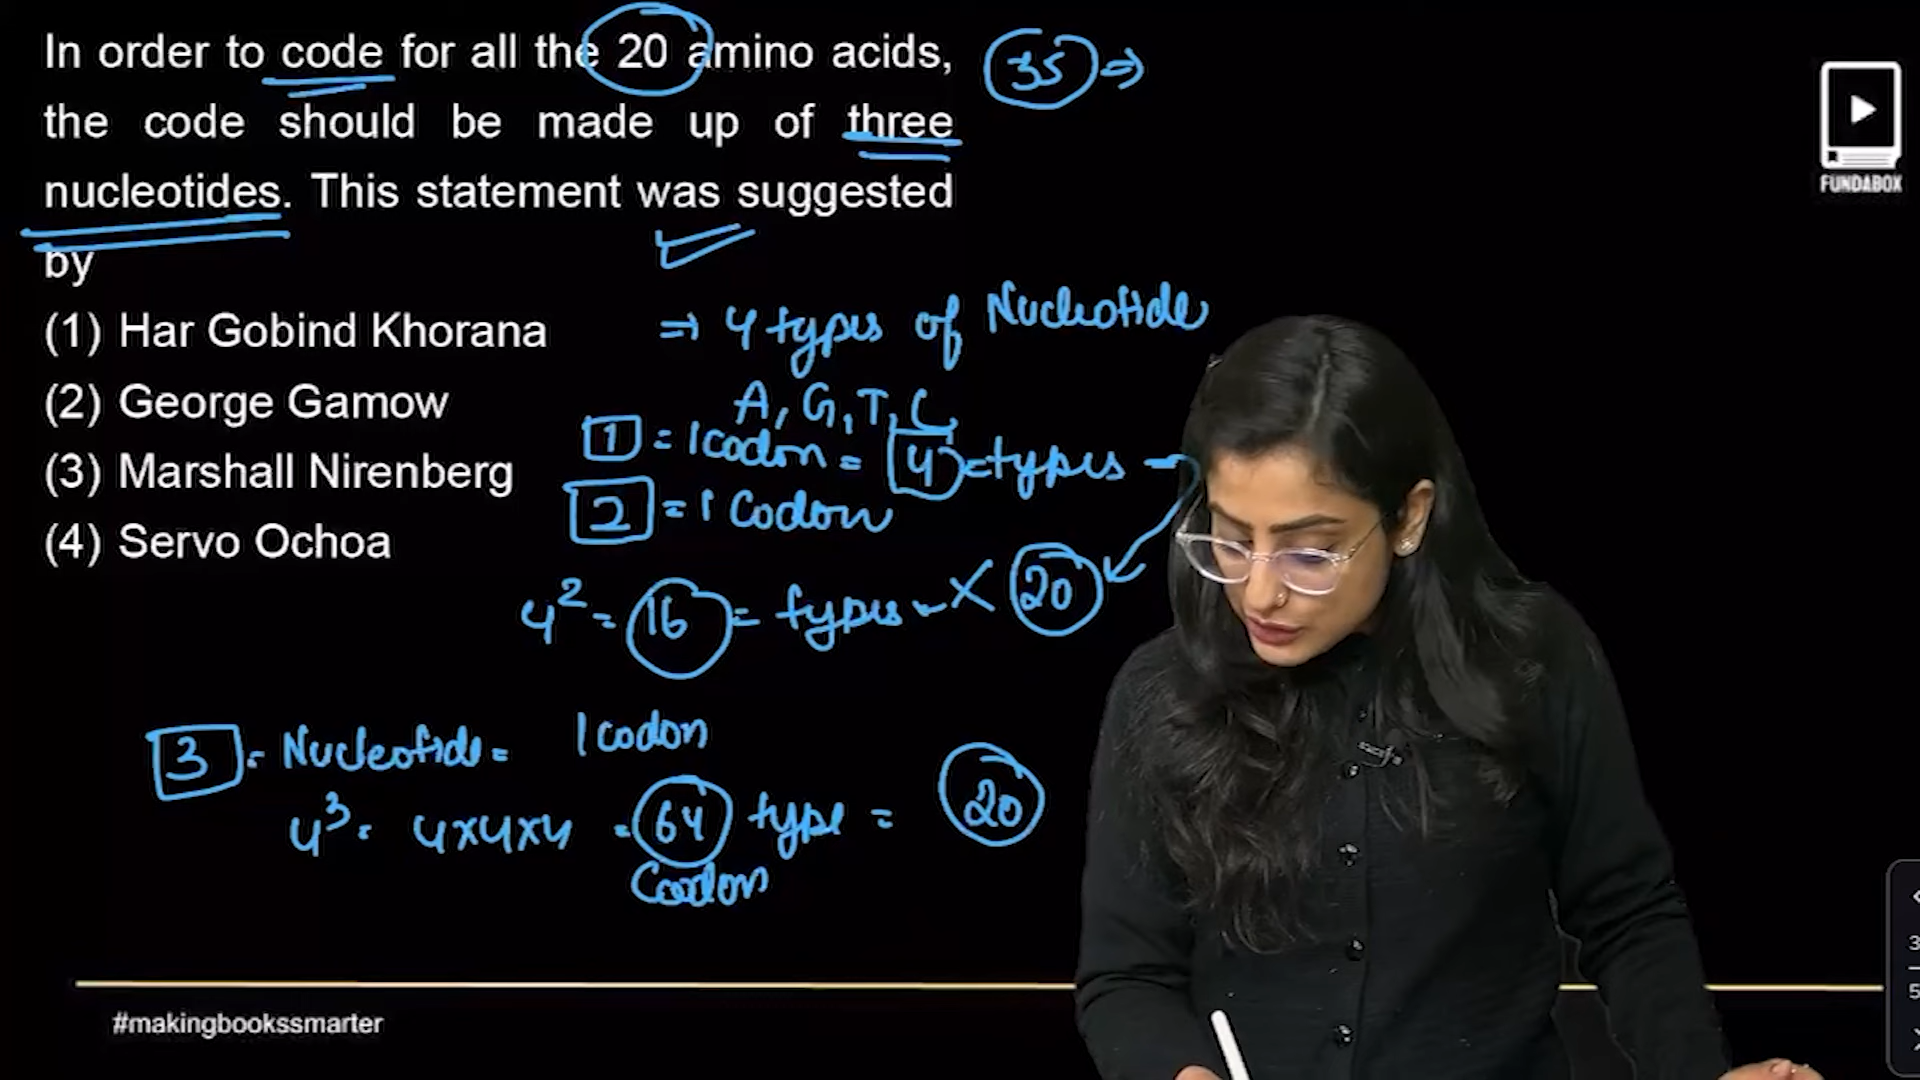 In order to code for all the 20 amino acids,
the code should be made up of three
nucleotides. This statement was suggested
by
(1) Har Gobind Khorana
(2) George Gamow
(3) Marshall Nirenberg
(4) Servo Ochoa
35 ⇒
FUNDABOX
⇒ 4 types of Nucleotide
A, G, T, C
1 = 1 codon = 4 = types
2 = 1 Codon
4² = 16 = types × 20
3 = Nucleotide = 1 codon
4³ = 4×4×4 = 64 type = 20
Codon
#makingbookssmarter
3
5